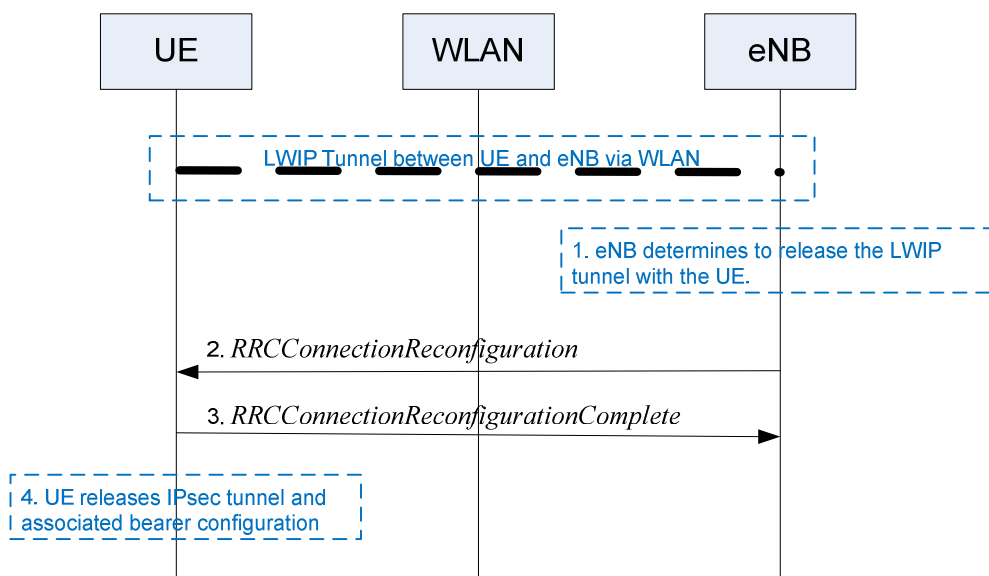 UE
WLAN
eNB
LWIP Tunnel between UE and eNB via WLAN
1. eNB determines to release the LWIP
tunnel with the UE.
2. RRCConnectionReconfiguration
3. RRCConnectionReconfigurationComplete
4. UE releases IPsec tunnel and
associated bearer configuration